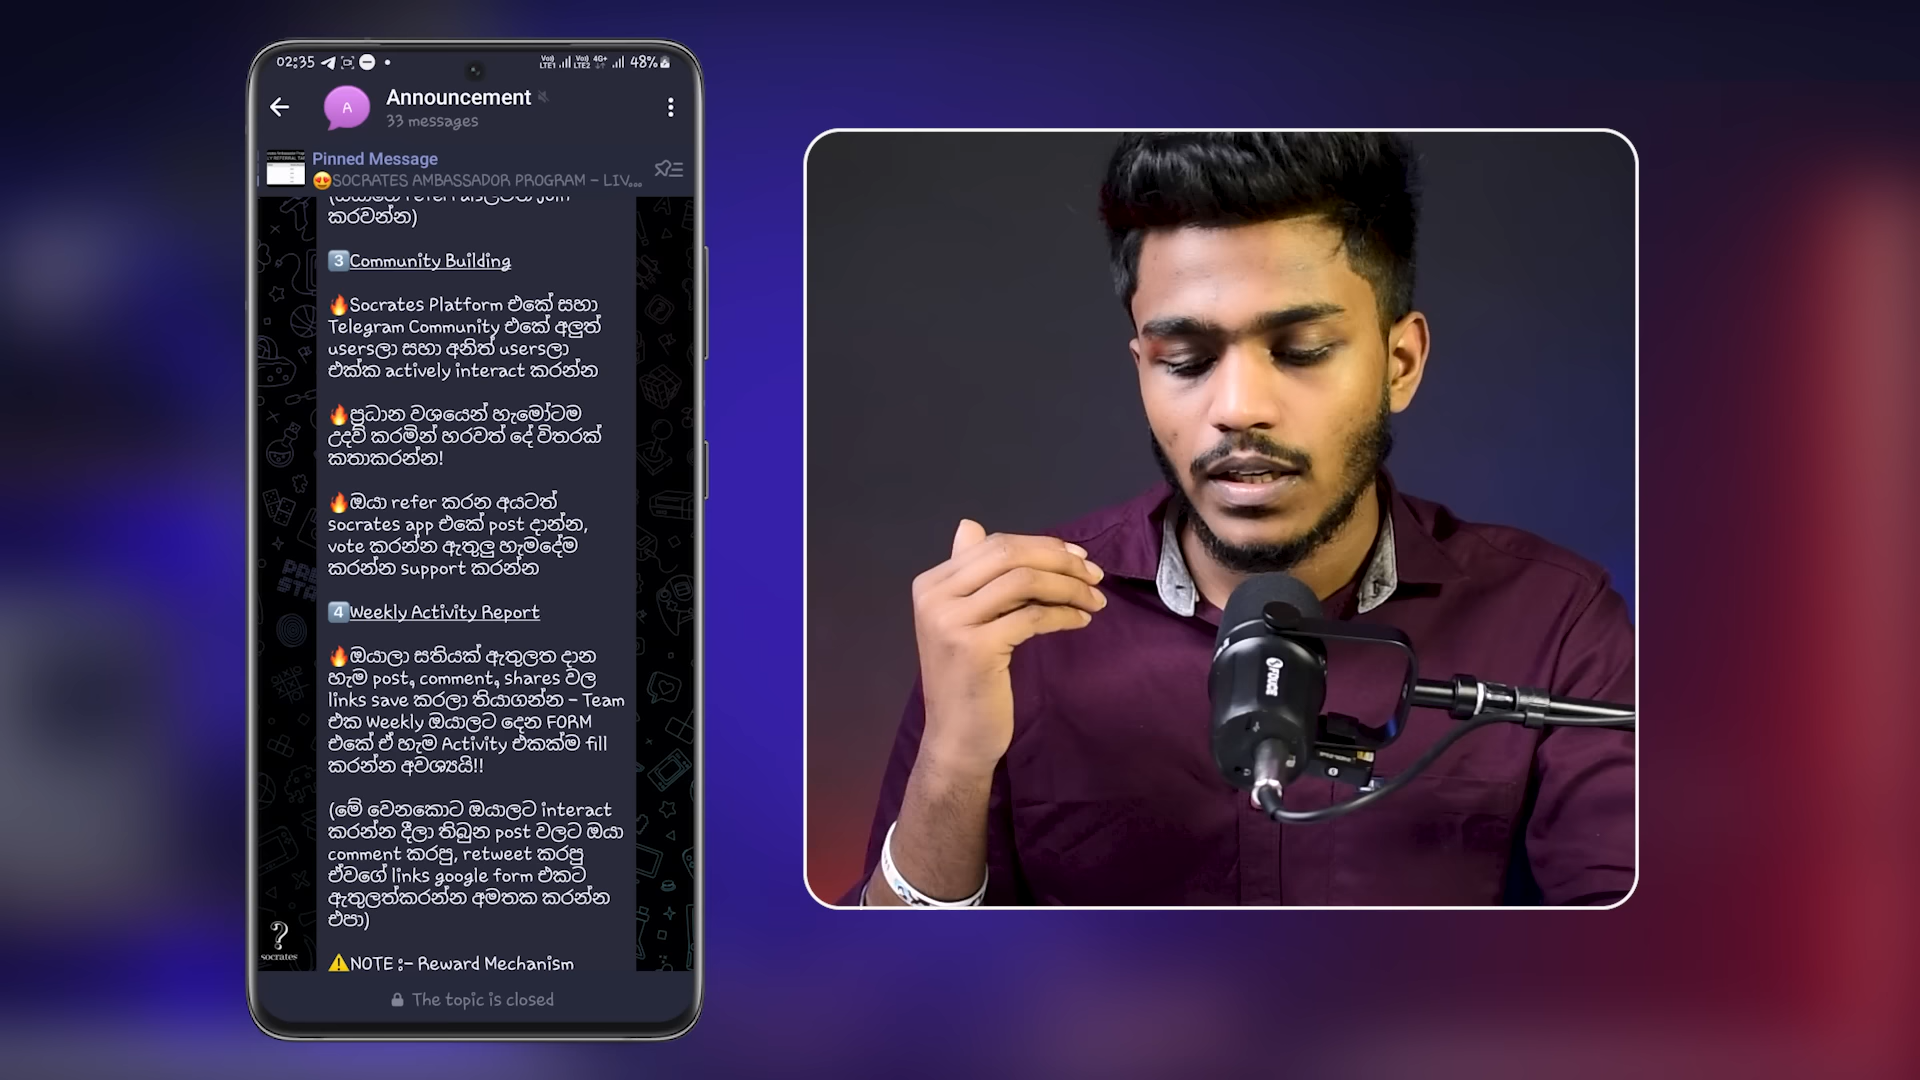 02:35
Vo) LTE1 Vo) LTE2 4G+ 48%
A
Announcement
33 messages
Pinned Message
😍SOCRATES AMBASSADOR PROGRAM – LIV...
කරවන්න)
3 Community Building
🔥Socrates Platform එකේ සහා
Telegram Community එකේ අලුත්
usersලා සහා අනිත් usersලා
එක්ක actively interact කරන්න
🔥ප්‍රධාන වශයෙන් හැමෝටම
උදව් කරමින් හරවත් දේ විතරක්
කතාකරන්න!
🔥ඔයා refer කරන අයටත්
socrates app එකේ post දාන්න,
vote කරන්න ඇතුලු හැමදේම
කරන්න support කරන්න
4 Weekly Activity Report
🔥ඔයාලා සතියක් ඇතුලත දාන
හැම post, comment, shares වල
links save කරලා තියාගන්න – Team
එක Weekly ඔයාලට දෙන FORM
එකේ ඒ හැම Activity එකක්ම fill
කරන්න අවශ්‍යයි!!
(මේ වෙනකොට ඔයාලට interact
කරන්න දීලා තිබුන post වලට ඔයා
comment කරපු, retweet කරපු
ඒවගේ links google form එකට
ඇතුලත්කරන්න අමතක කරන්න
එපා)
⚠️NOTE :– Reward Mechanism
?
socrates
The topic is closed